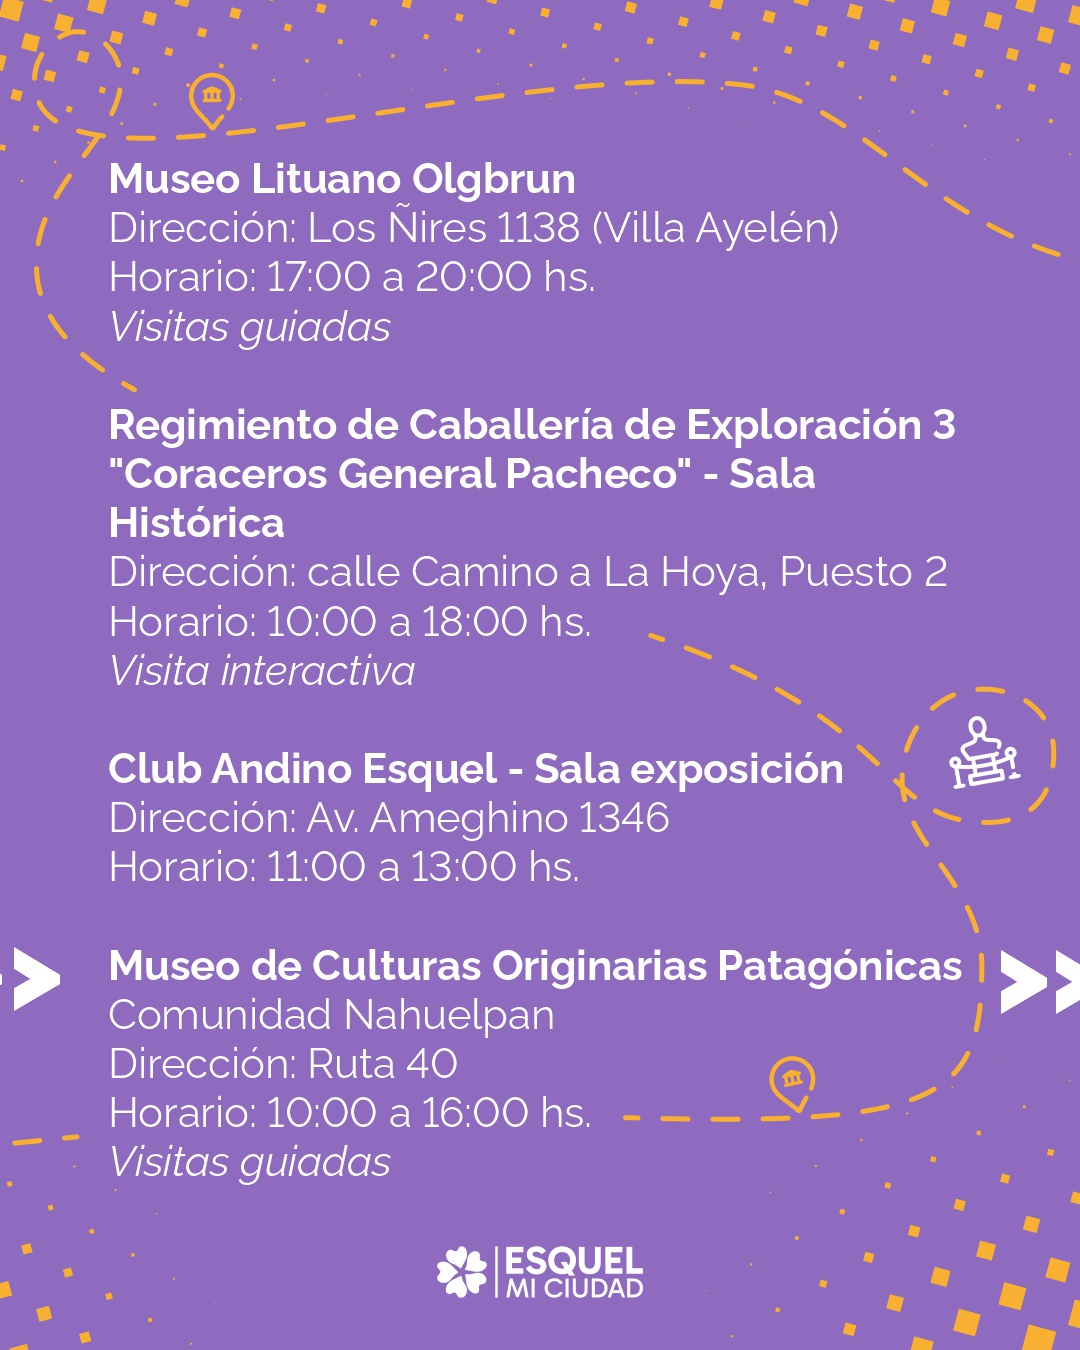 Museo Lituano Olgbrun
Dirección: Los Ñires 1138 (Villa Ayelén)
Horario: 17:00 a 20:00 hs.
Visitas guiadas
Regimiento de Caballería de Exploración 3
"Coraceros General Pacheco" - Sala
Histórica
Dirección: calle Camino a La Hoya, Puesto 2
Horario: 10:00 a 18:00 hs.
Visita interactiva
Club Andino Esquel - Sala exposición
Dirección: Av. Ameghino 1346
Horario: 11:00 a 13:00 hs.
Museo de Culturas Originarias Patagónicas
Comunidad Nahuelpan
Dirección: Ruta 40
Horario: 10:00 a 16:00 hs.
Visitas guiadas
ESQUEL
MI CIUDAD